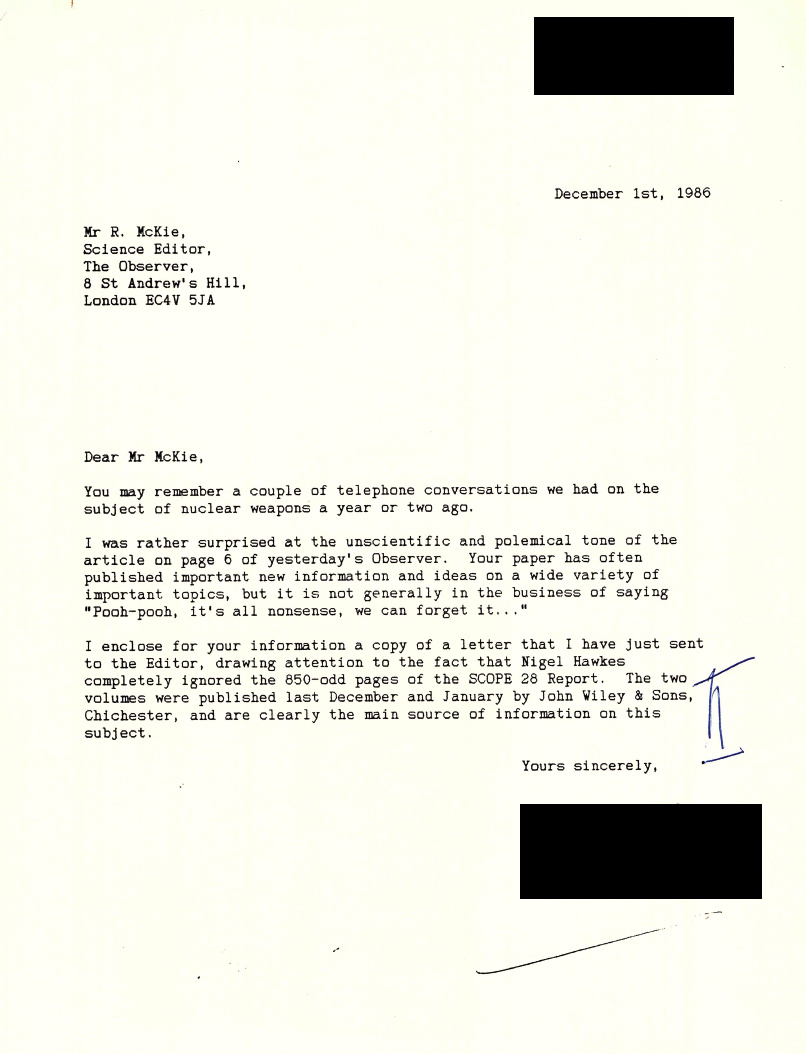 December 1st, 1986
Mr R. McKie,
Science Editor,
The Observer,
8 St Andrew's Hill,
London EC4V 5JA
Dear Mr McKie,
You may remember a couple of telephone conversations we had on the
subject of nuclear weapons a year or two ago.
I was rather surprised at the unscientific and polemical tone of the
article on page 6 of yesterday's Observer.  Your paper has often
published important new information and ideas on a wide variety of
important topics, but it is not generally in the business of saying
"Pooh-pooh, it's all nonsense, we can forget it..."
I enclose for your information a copy of a letter that I have just sent
to the Editor, drawing attention to the fact that Nigel Hawkes
completely ignored the 850-odd pages of the SCOPE 28 Report.  The two
volumes were published last December and January by John Wiley & Sons,
Chichester, and are clearly the main source of information on this
subject.
Yours sincerely,